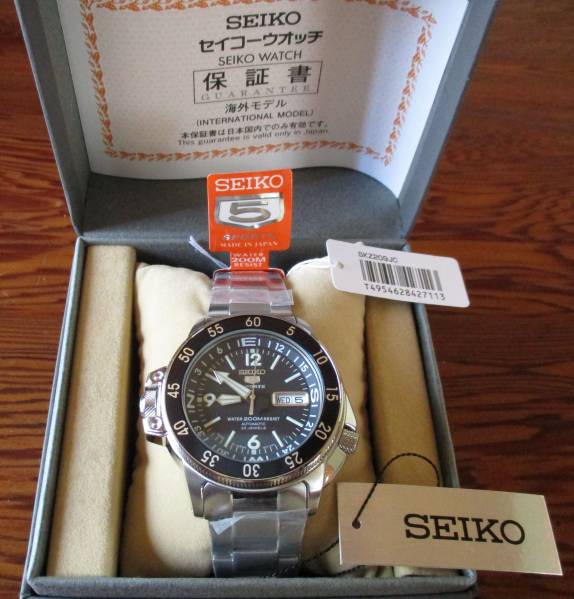 SEIKO
セイコーウオッチ
SEIKO WATCH
保証書
GUARANTEE
海外モデル
(INTERNATIONAL MODEL)
本保証書は日本国内でのみ有効です。
This guarantee is valid only in Japan.
SEIKO
5
SPORTS
MADE IN JAPAN
WATER
200M
RESIST
SKZ209JC
T4954628427113
60
5
10
15
20
25
30
35
40
45
50
55
SEIKO
5
SPORTS
WED 5
WATER 200M RESIST
AUTOMATIC
23 JEWELS
12
9
6
SEIKO